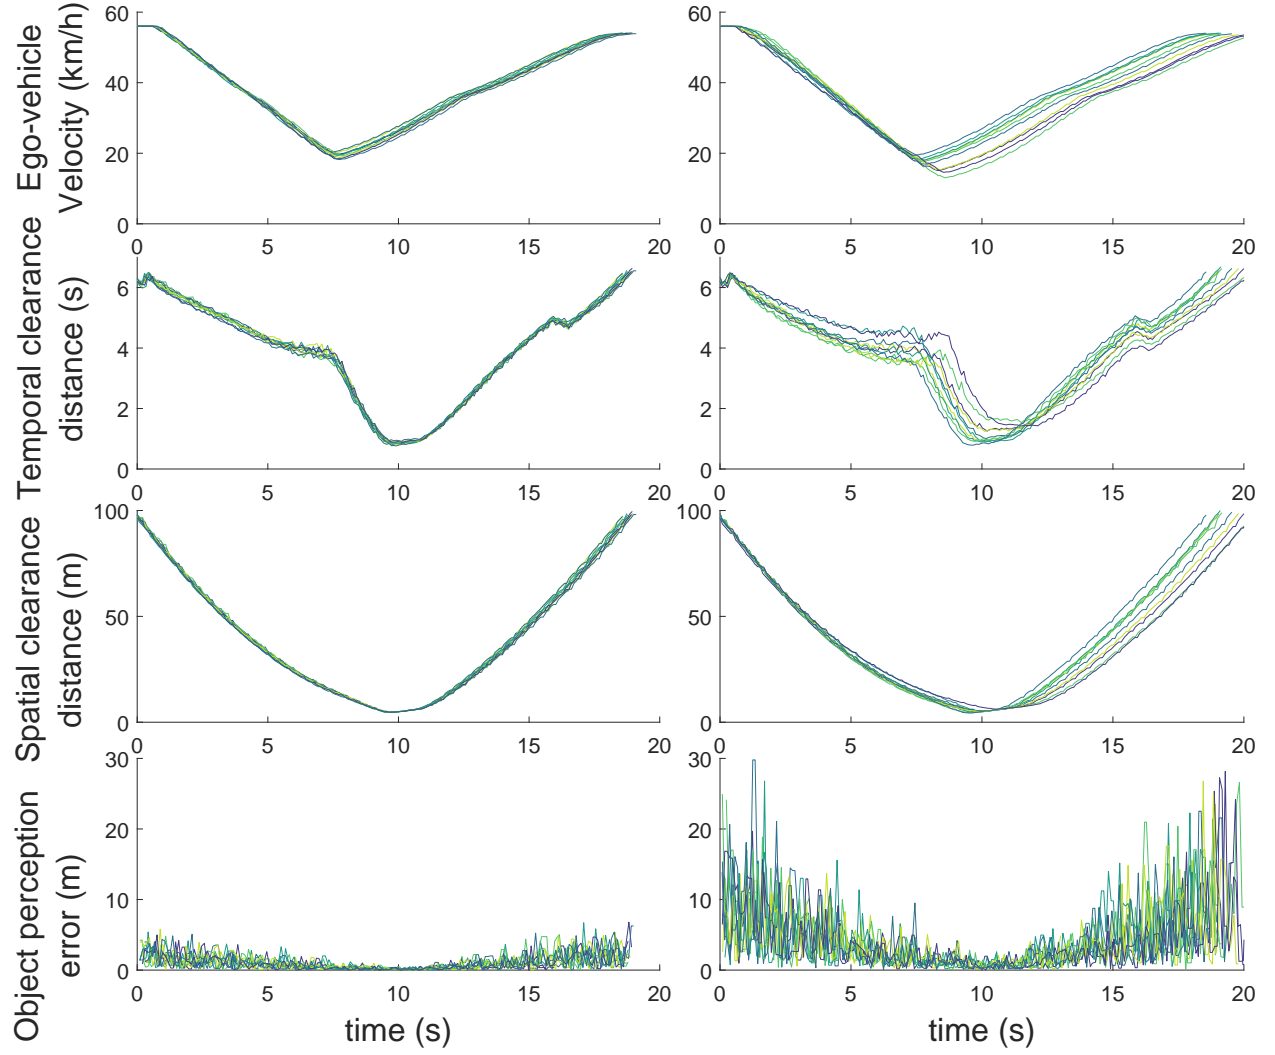 Ego-vehicle
Velocity (km/h)
60
40
20
0
0 5 10 15 20
60
40
20
0
0 5 10 15 20
Temporal clearance
distance (s)
6
4
2
0
0 5 10 15 20
6
4
2
0
0 5 10 15 20
Spatial clearance
distance (m)
100
50
0
0 5 10 15 20
100
50
0
0 5 10 15 20
Object perception
error (m)
30
20
10
0
0 5 10 15 20
time (s)
30
20
10
0
0 5 10 15 20
time (s)